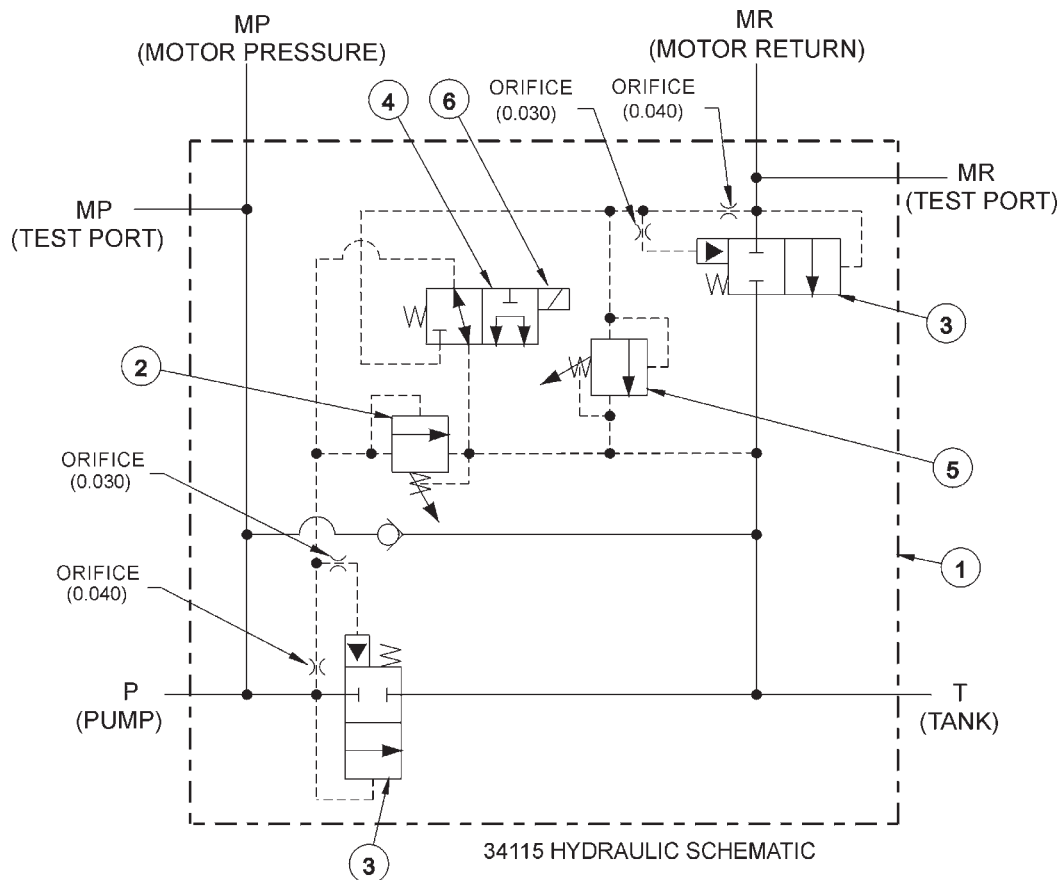 MP
(MOTOR PRESSURE)
MR
(MOTOR RETURN)
4
6
ORIFICE
(0.030)
ORIFICE
(0.040)
MP
(TEST PORT)
MR
(TEST PORT)
3
2
5
ORIFICE
(0.030)
ORIFICE
(0.040)
1
P
(PUMP)
T
(TANK)
3
34115 HYDRAULIC SCHEMATIC